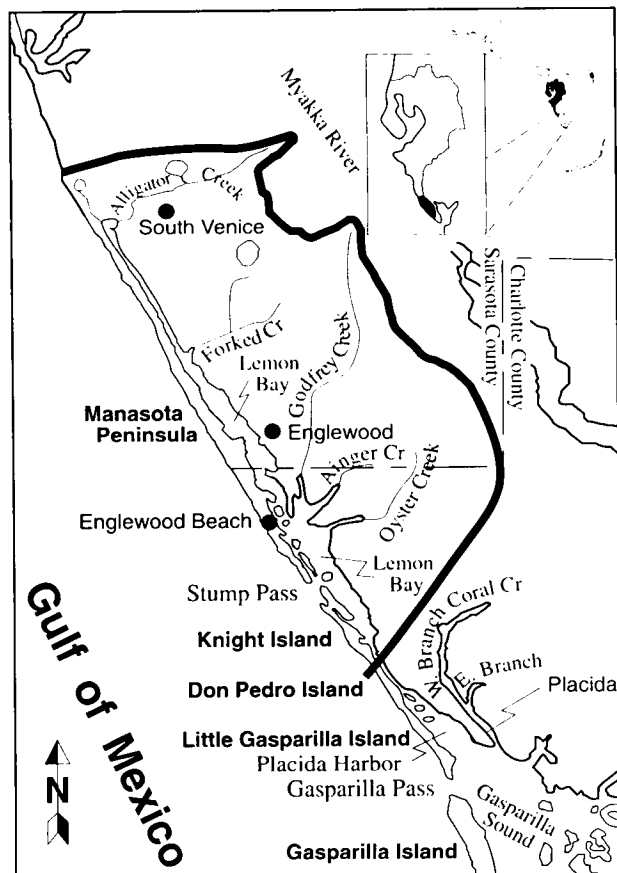 Myakka River
Alligator Creek
South Venice
Sarasota County
Charlotte County
Forked Cr
Lemon
Bay
Godfrey Creek
Manasota
Peninsula
Englewood
Ainger Cr
Oyster Creek
Englewood Beach
Lemon
Bay
Stump Pass
W. Branch Coral Cr
Knight Island
E. Branch
Don Pedro Island
Placida
Gulf of Mexico
Little Gasparilla Island
Placida Harbor
Gasparilla Pass
N
Gasparilla
Sound
Gasparilla Island